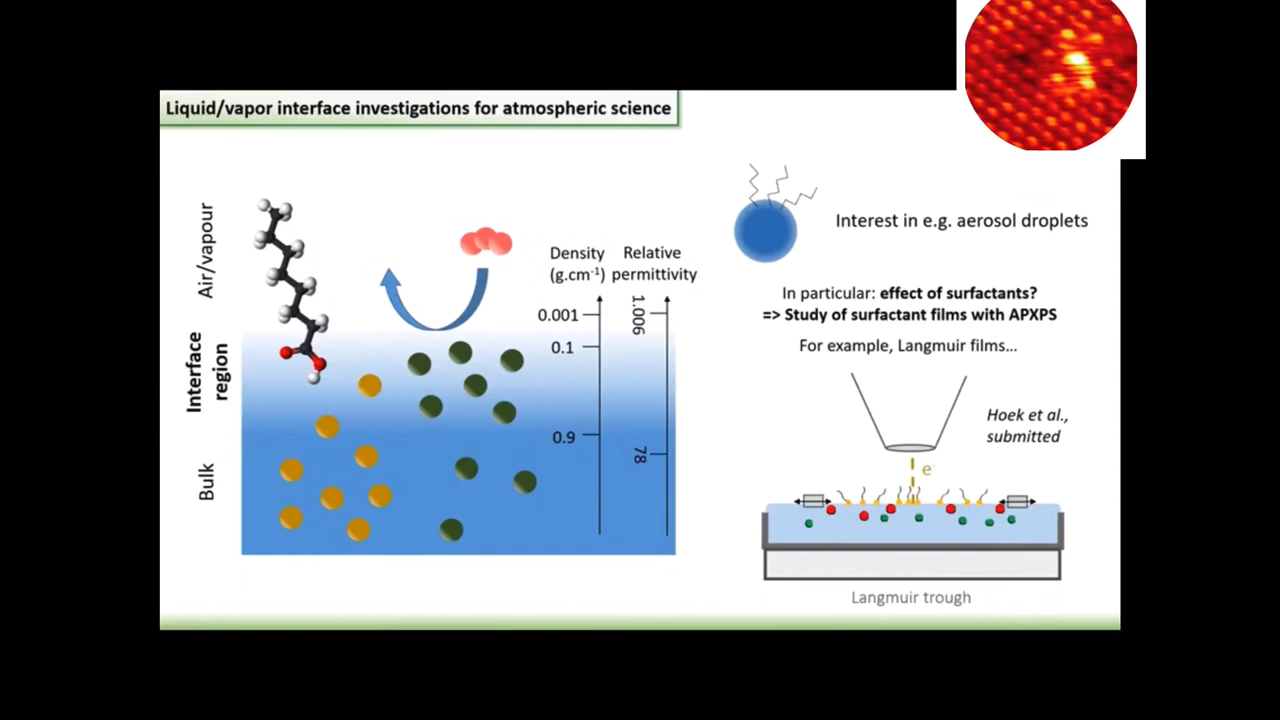 Liquid/vapor interface investigations for atmospheric science
Air/vapour
Interface
region
Bulk
Density
(g.cm⁻¹)
Relative
permittivity
0.001
0.1
0.9
1.006
78
Interest in e.g. aerosol droplets
In particular: effect of surfactants?
=> Study of surfactant films with APXPS
For example, Langmuir films...
Hoek et al.,
submitted
e⁻
Langmuir trough